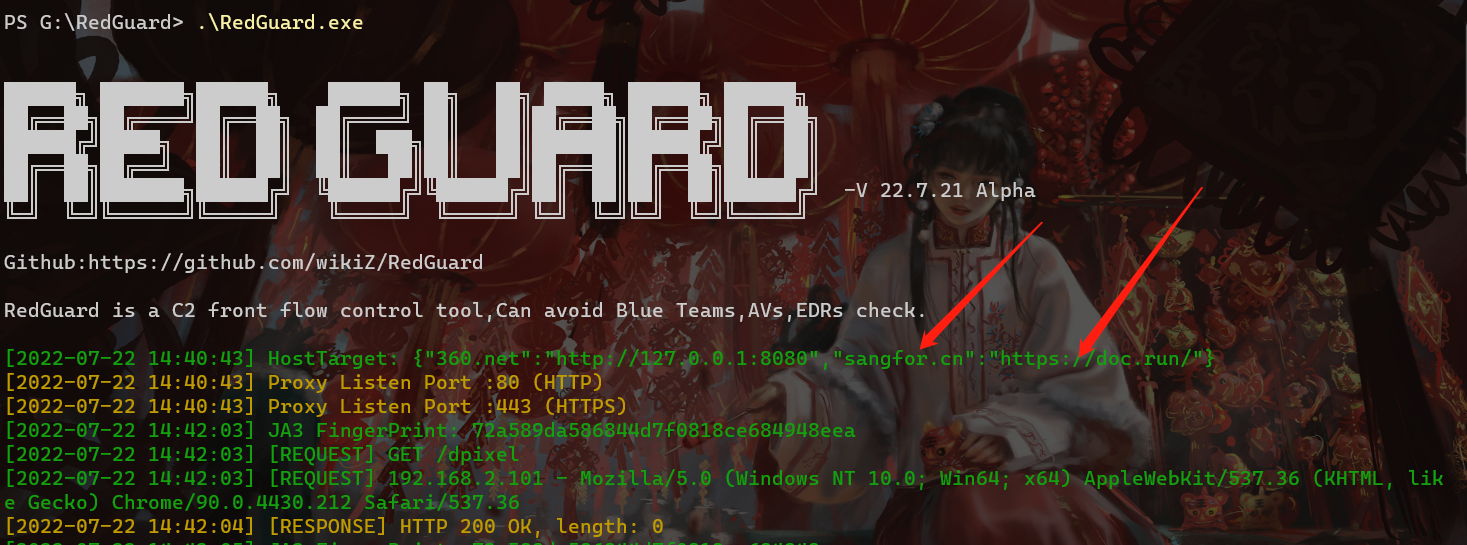 PS G:\RedGuard> .\RedGuard.exe
RED GUARD
-V 22.7.21 Alpha
Github:https://github.com/wikiZ/RedGuard
RedGuard is a C2 front flow control tool,Can avoid Blue Teams,AVs,EDRs check.
[2022-07-22 14:40:43] HostTarget: {"360.net":"http://127.0.0.1:8080","sangfor.cn":"https://doc.run/"}
[2022-07-22 14:40:43] Proxy Listen Port :80 (HTTP)
[2022-07-22 14:40:43] Proxy Listen Port :443 (HTTPS)
[2022-07-22 14:42:03] JA3 FingerPrint: 72a589da586844d7f0818ce684948eea
[2022-07-22 14:42:03] [REQUEST] GET /dpixel
[2022-07-22 14:42:03] [REQUEST] 192.168.2.101 - Mozilla/5.0 (Windows NT 10.0; Win64; x64) AppleWebKit/537.36 (KHTML, lik
e Gecko) Chrome/90.0.4430.212 Safari/537.36
[2022-07-22 14:42:04] [RESPONSE] HTTP 200 OK, length: 0